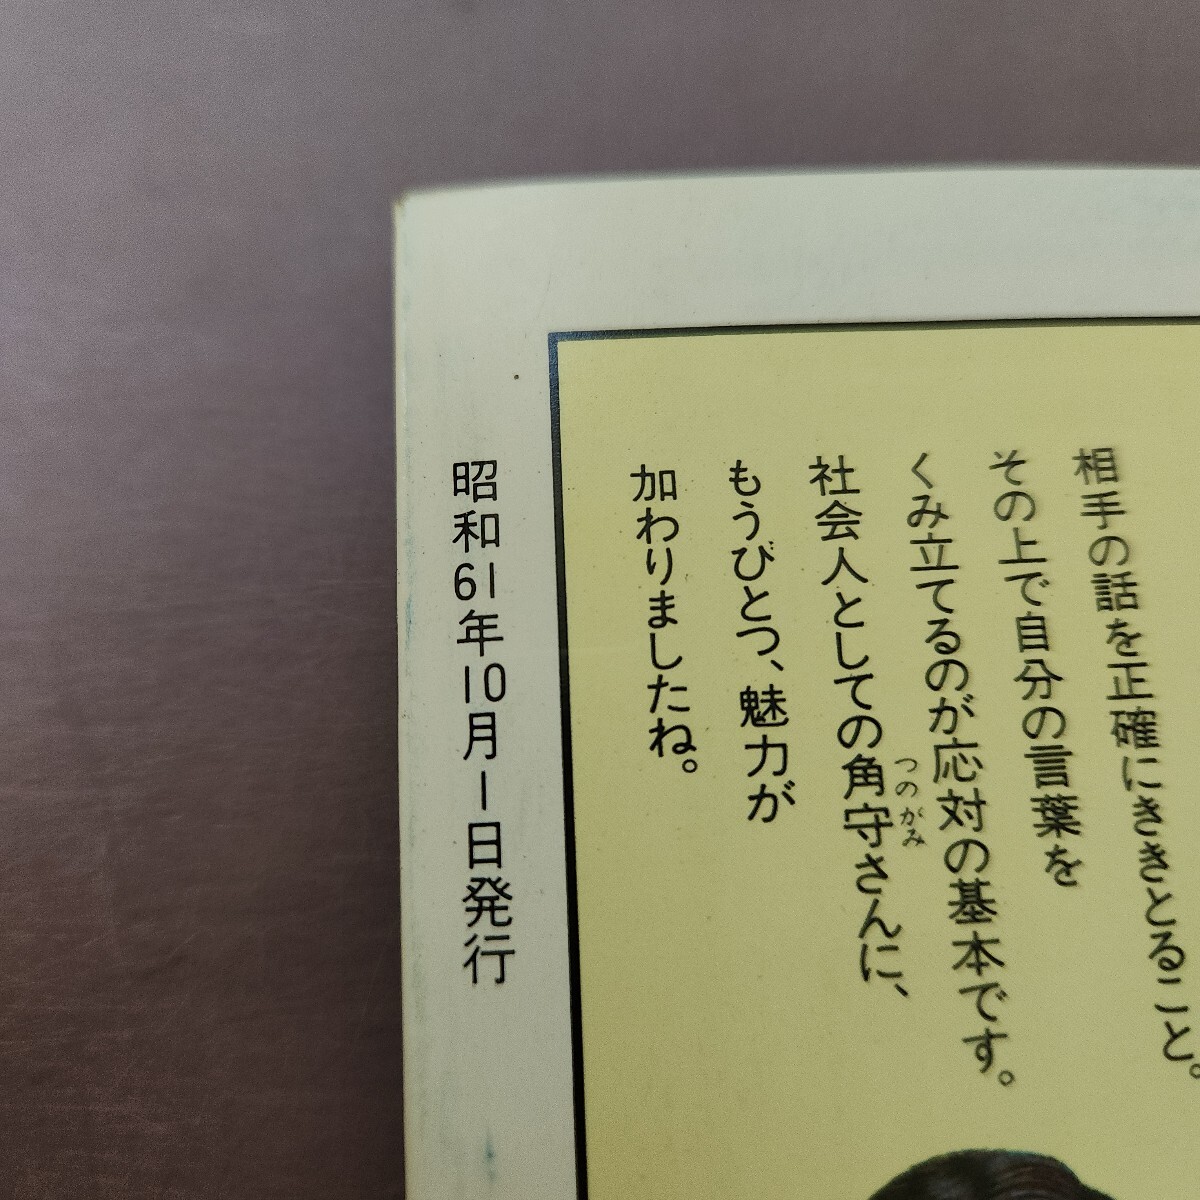 相手の話を正確にききとること。
その上で自分の言葉を
くみ立てるのが応対の基本です。
社会人としての角守さんに、
つのがみ
もうひとつ、魅力が
加わりましたね。
昭和61年10月1日発行